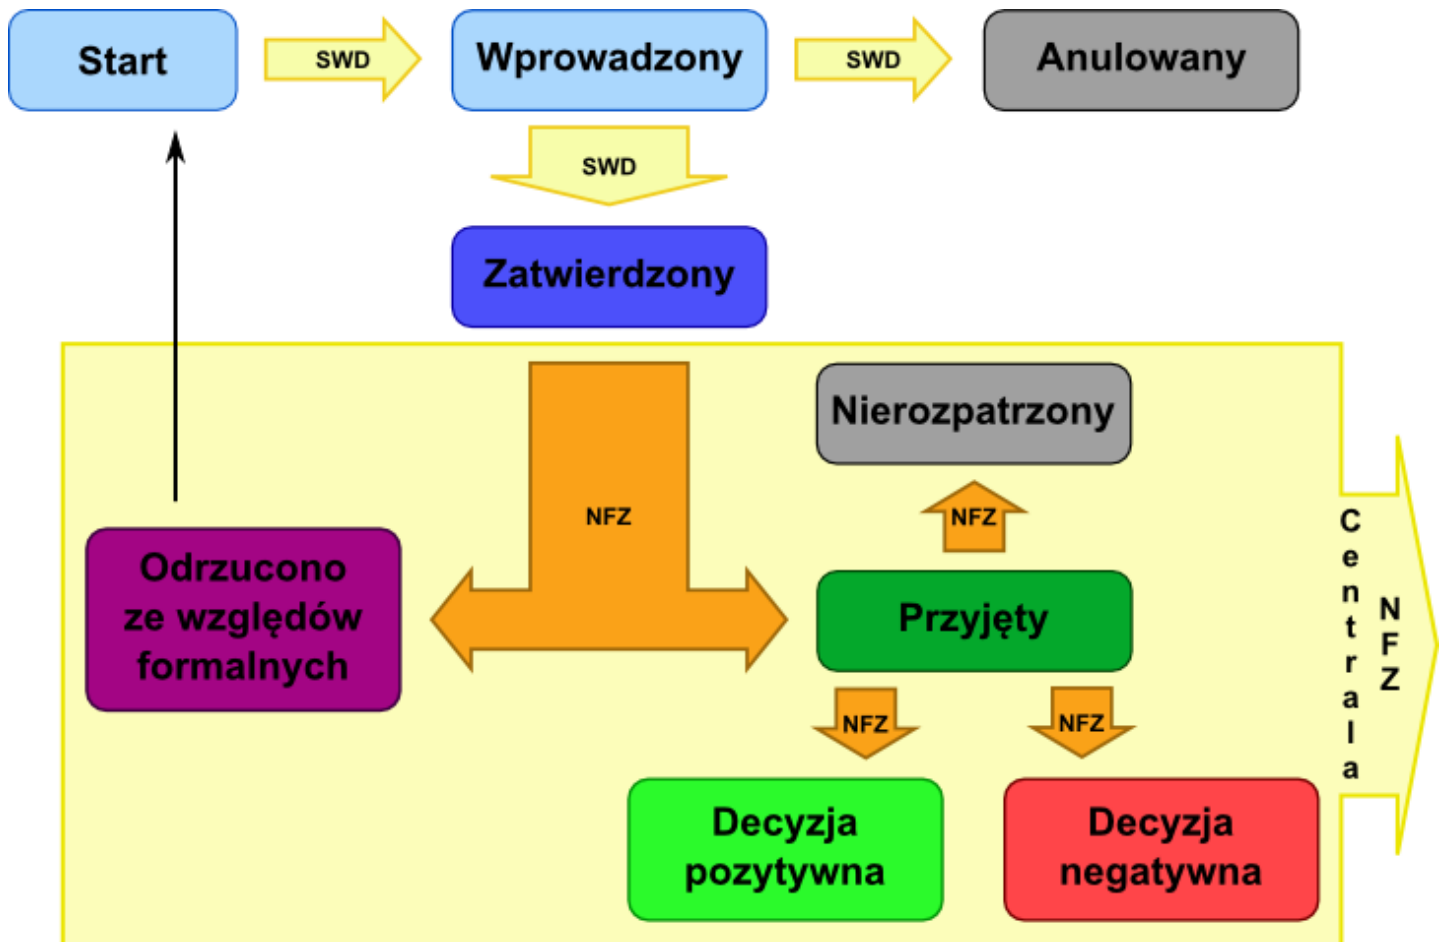 Start
SWD
Wprowadzony
SWD
Anulowany
SWD
Zatwierdzony
Nierozpatrzony
NFZ
NFZ
Odrzucono
ze względów
formalnych
Przyjęty
NFZ
NFZ
Decyzja
pozytywna
Decyzja
negatywna
Centrala
NFZ